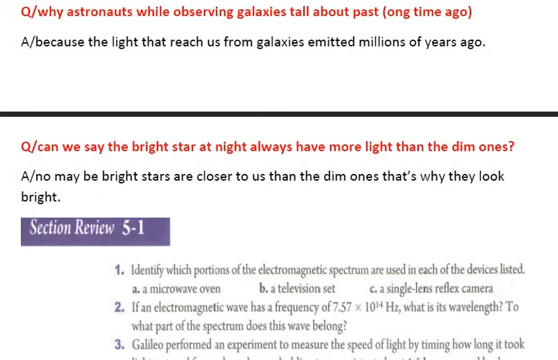 Q/why astronauts while observing galaxies tall about past (ong time ago)
A/because the light that reach us from galaxies emitted millions of years ago.
Q/can we say the bright star at night always have more light than the dim ones?
A/no may be bright stars are closer to us than the dim ones that's why they look
bright.
Section Review 5-1
1. Identify which portions of the electromagnetic spectrum are used in each of the devices listed.
a. a microwave oven b. a television set c. a single-lens reflex camera
2. If an electromagnetic wave has a frequency of 7.57 × 10¹⁴ Hz, what is its wavelength? To
what part of the spectrum does this wave belong?
3. Galileo performed an experiment to measure the speed of light by timing how long it took